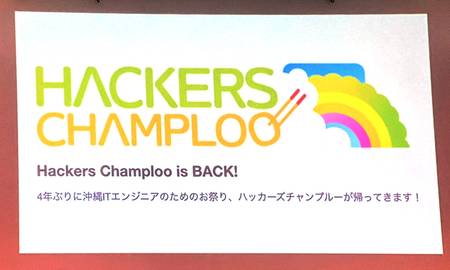 HACKERS
CHAMPLOO
Hackers Champloo is BACK!
4年ぶりに沖縄ITエンジニアのためのお祭り、ハッカーズチャンプルーが帰ってきます！